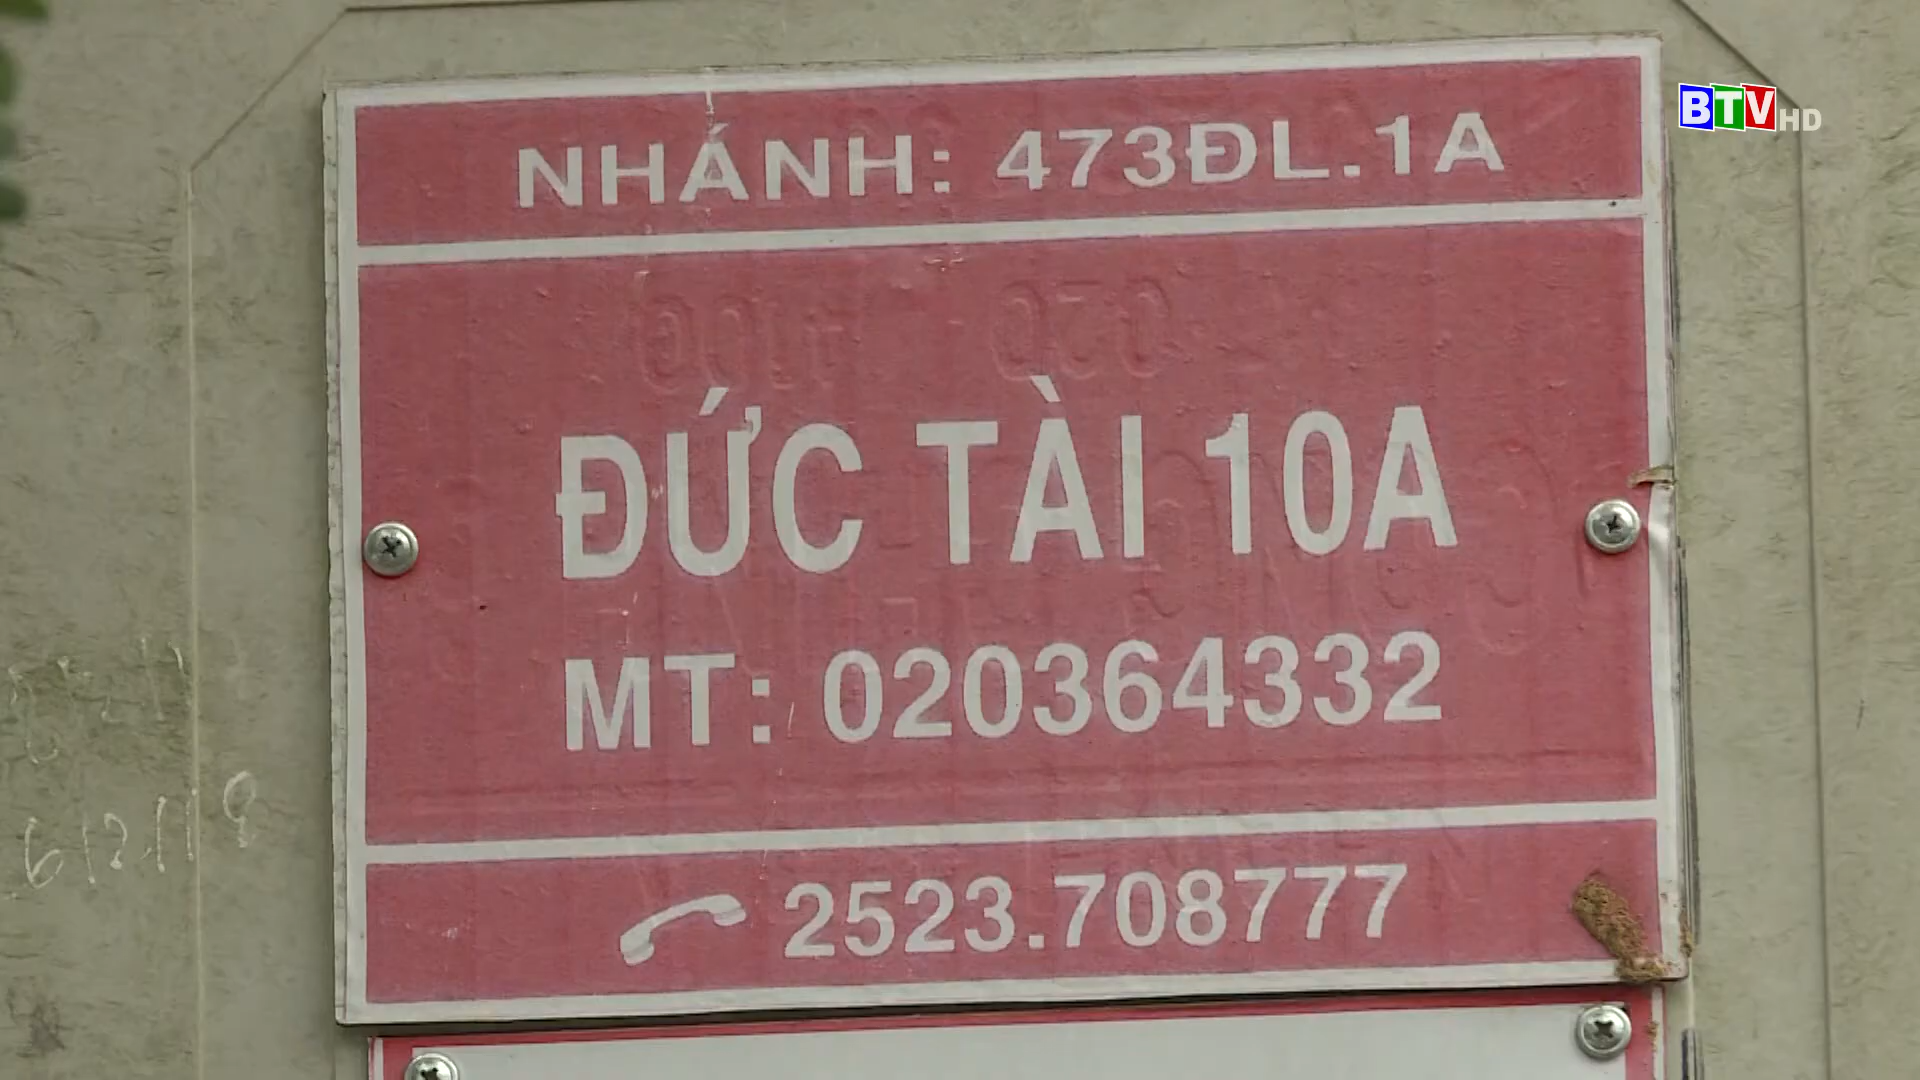 NHÁNH: 473ĐL.1A
BTV HD
ĐỨC TÀI 10A
MT: 020364332
2523.708777